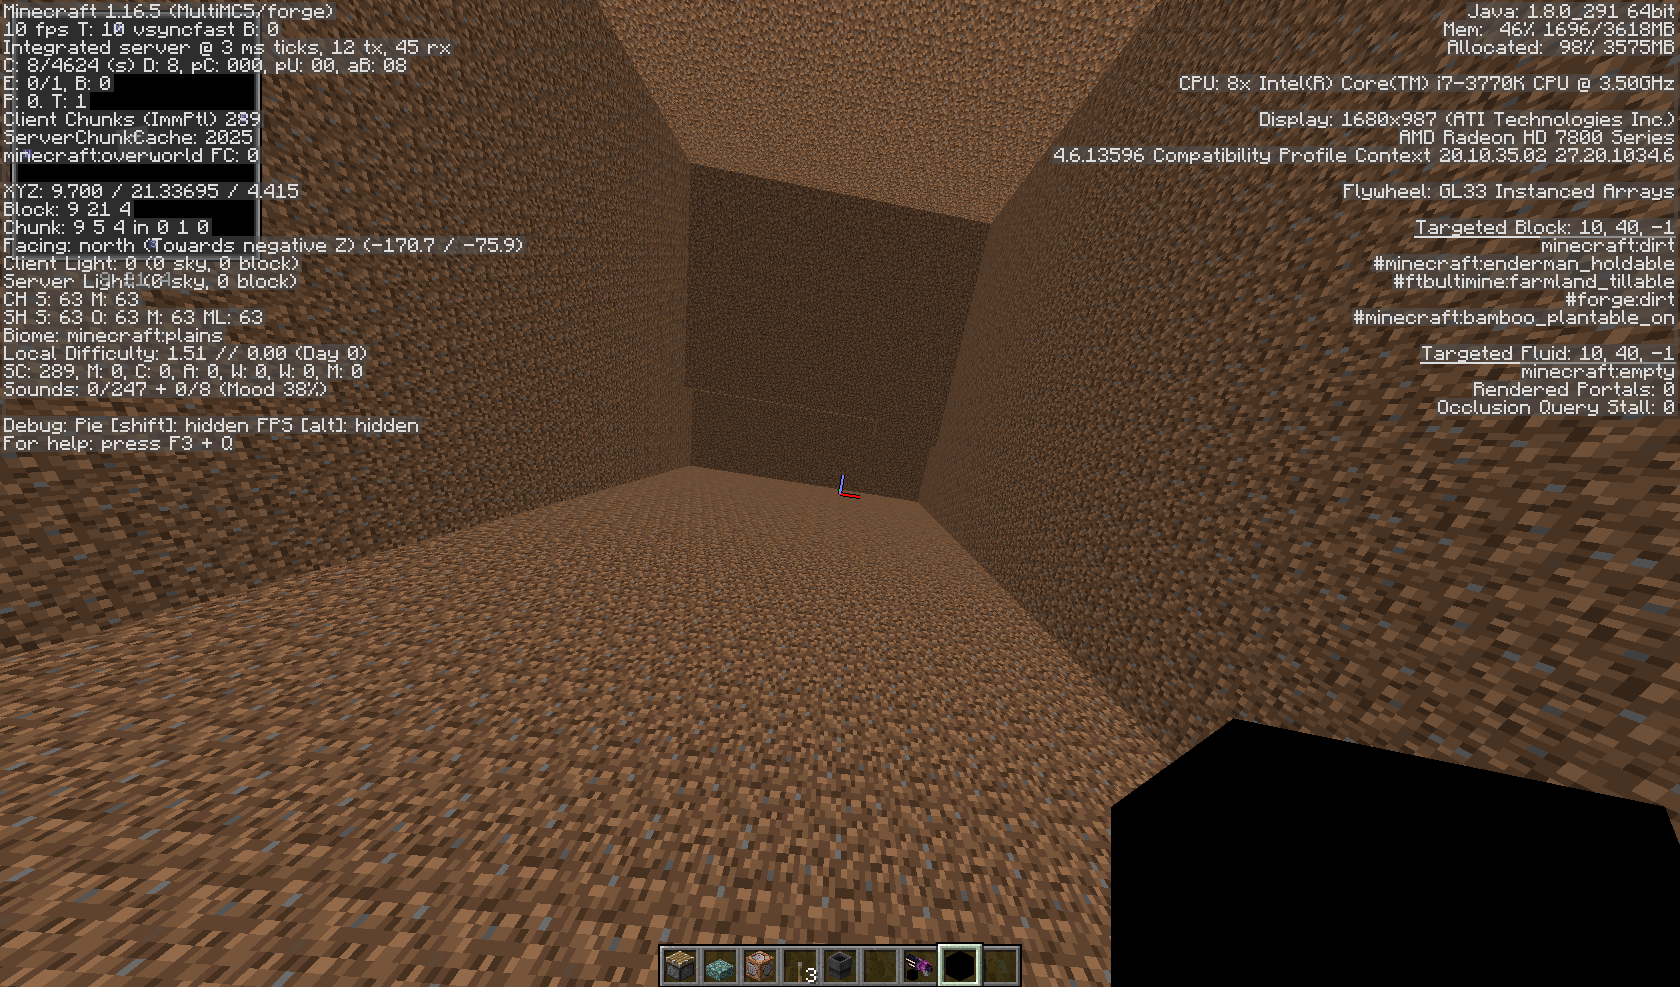 Minecraft 1.16.5 (MultiMC5/forge)
10 fps T: 10 vsyncfast B: 0
Integrated server @ 3 ms ticks, 12 tx, 45 rx
C: 8/4624 (s) D: 8, pC: 000, pU: 00, aB: 08
E: 0/1, B: 0
P: 0. T: 1
Client Chunks (ImmPtl) 289
ServerChunkCache: 2025
minecraft:overworld FC: 0
XYZ: 9.700 / 21.33695 / 4.415
Block: 9 21 4
Chunk: 9 5 4 in 0 1 0
Facing: north (Towards negative Z) (-170.7 / -75.9)
Client Light: 0 (0 sky, 0 block)
Server Light: (0 sky, 0 block)
CH S: 63 M: 63
SH S: 63 O: 63 M: 63 ML: 63
Biome: minecraft:plains
Local Difficulty: 1.51 // 0.00 (Day 0)
SC: 289, M: 0, C: 0, A: 0, W: 0, W: 0, M: 0
Sounds: 0/247 + 0/8 (Mood 38%)
Debug: Pie [shift]: hidden FPS [alt]: hidden
For help: press F3 + Q
Java: 1.8.0_291 64bit
Mem: 46% 1696/3618MB
Allocated: 98% 3575MB
CPU: 8x Intel(R) Core(TM) i7-3770K CPU @ 3.50GHz
Display: 1680x987 (ATI Technologies Inc.)
AMD Radeon HD 7800 Series
4.6.13596 Compatibility Profile Context 20.10.35.02 27.20.1034.6
Flywheel: GL33 Instanced Arrays
Targeted Block: 10, 40, -1
minecraft:dirt
#minecraft:enderman_holdable
#ftbultimine:farmland_tillable
#forge:dirt
#minecraft:bamboo_plantable_on
Targeted Fluid: 10, 40, -1
minecraft:empty
Rendered Portals: 0
Occlusion Query Stall: 0
3